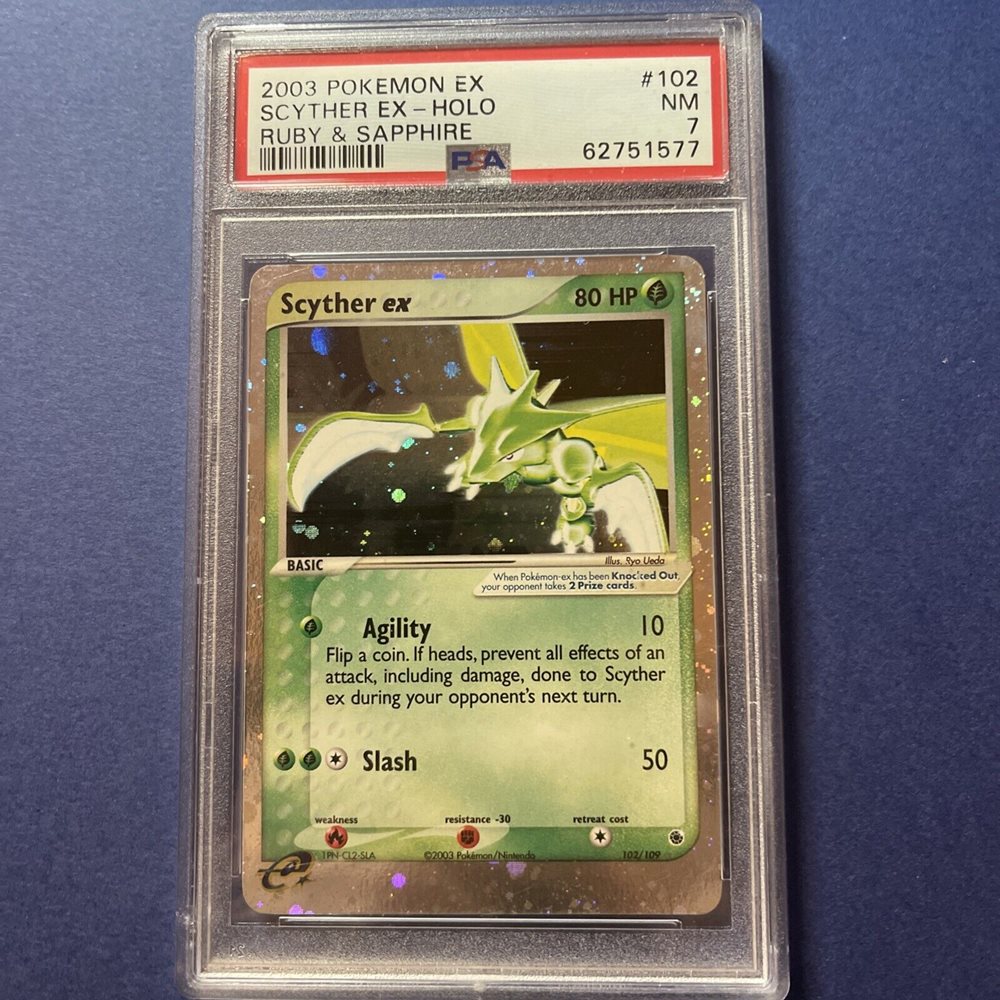 2003 POKEMON EX #102
SCYTHER EX – HOLO NM
RUBY & SAPPHIRE 7
PSA 62751577
Scyther ex 80 HP
BASIC
Illus. Ryo Ueda
When Pokémon-ex has been Knocked Out,
your opponent takes 2 Prize cards.
Agility 10
Flip a coin. If heads, prevent all effects of an
attack, including damage, done to Scyther
ex during your opponent's next turn.
Slash 50
weakness resistance -30 retreat cost
1PN-CL2-SLA ©2003 Pokémon/Nintendo 102/109
e